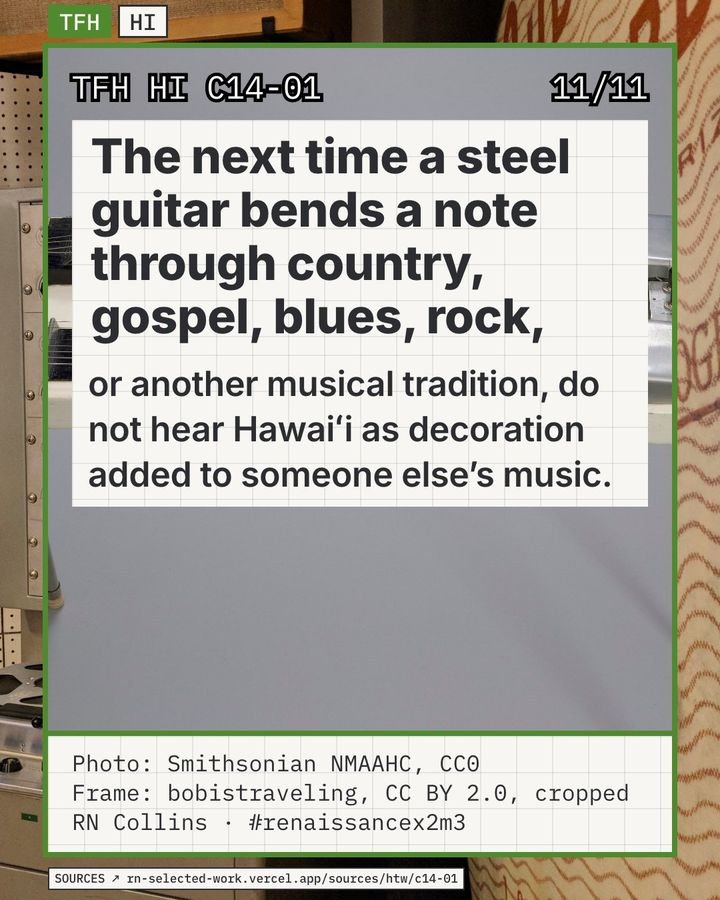 TFH HI
TFH HI C14-01 11/11
The next time a steel
guitar bends a note
through country,
gospel, blues, rock,
or another musical tradition, do
not hear Hawaiʻi as decoration
added to someone else’s music.
Photo: Smithsonian NMAAHC, CC0
Frame: bobistraveling, CC BY 2.0, cropped
RN Collins · #renaissancex2m3
SOURCES ↗ rn-selected-work.vercel.app/sources/htw/c14-01